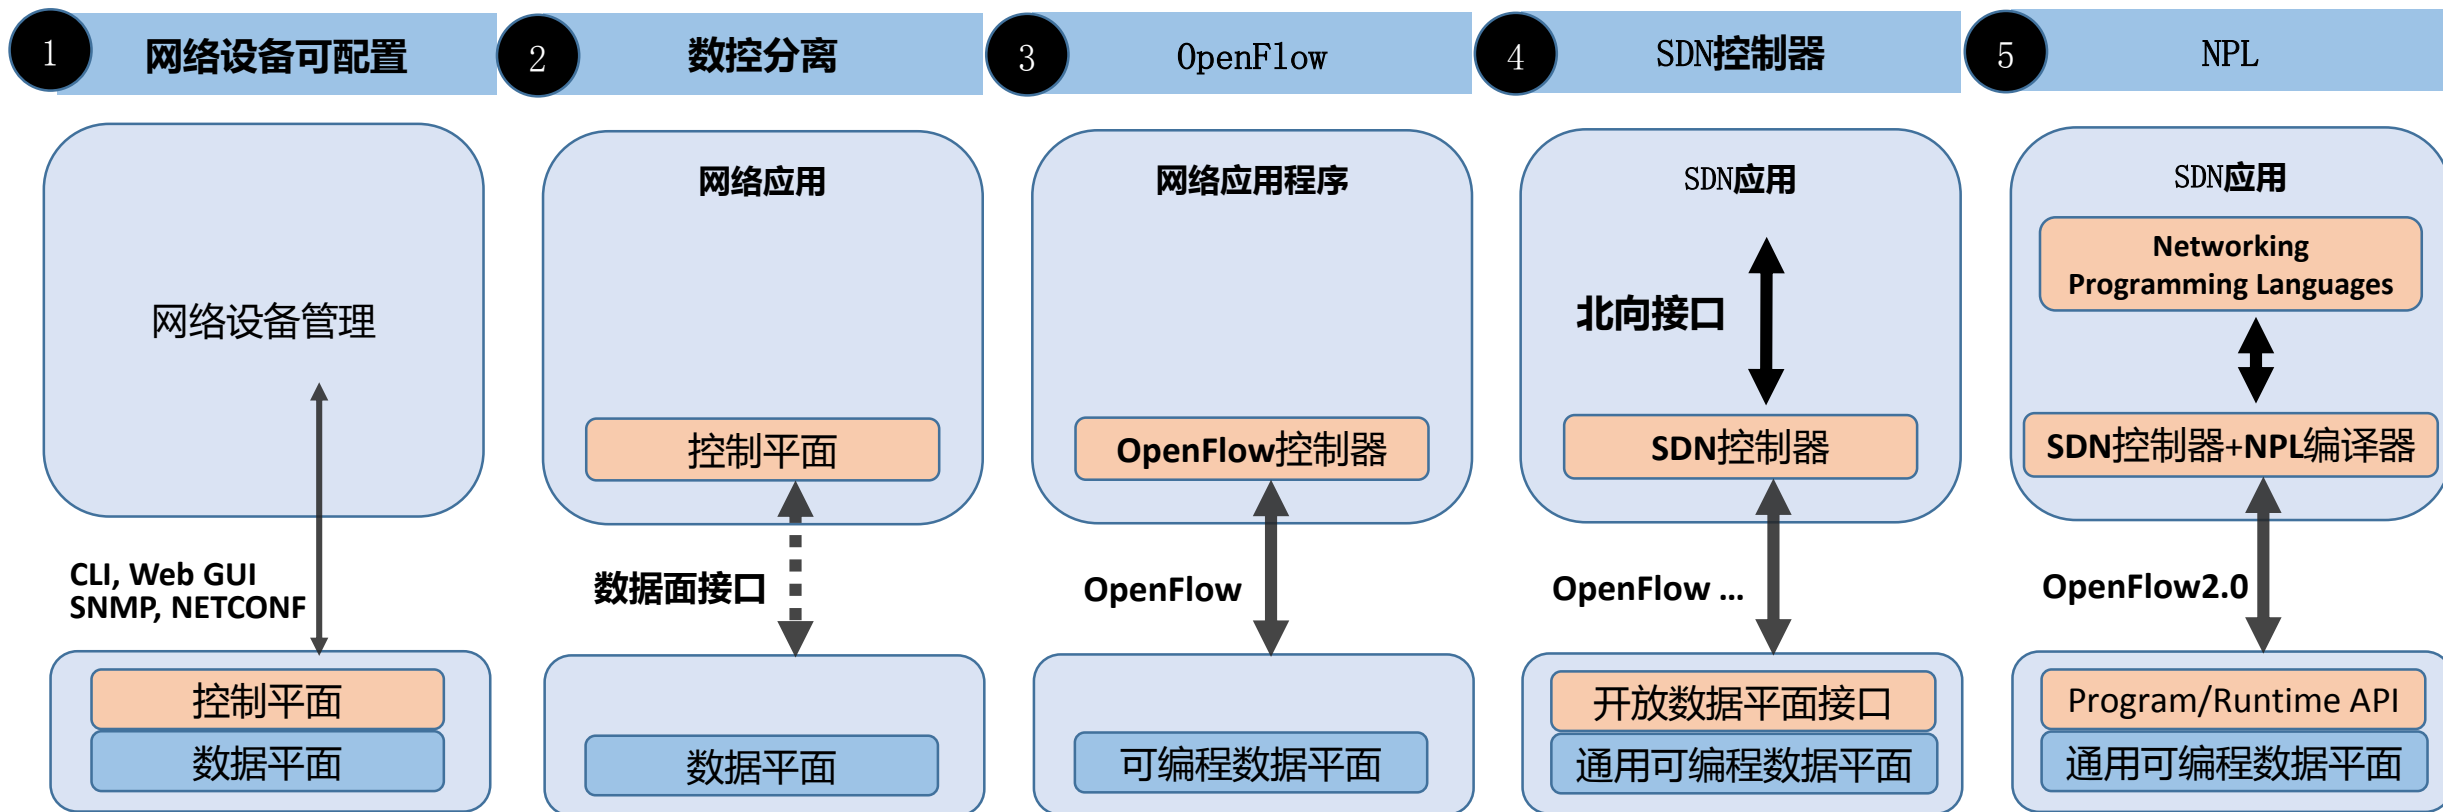 1
网络设备可配置
网络设备管理
CLI, Web GUI
SNMP, NETCONF
控制平面
数据平面
2
数控分离
网络应用
控制平面
数据面接口
数据平面
3
OpenFlow
网络应用程序
OpenFlow控制器
OpenFlow
可编程数据平面
4
SDN控制器
SDN应用
北向接口
SDN控制器
OpenFlow ...
开放数据平面接口
通用可编程数据平面
5
NPL
SDN应用
Networking
Programming Languages
SDN控制器+NPL编译器
OpenFlow2.0
Program/Runtime API
通用可编程数据平面